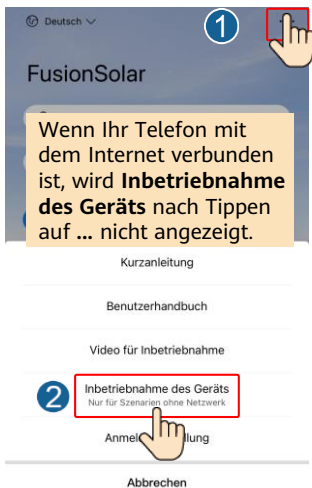 Deutsch
1
FusionSolar
Wenn Ihr Telefon mit
dem Internet verbunden
ist, wird Inbetriebnahme
des Geräts nach Tippen
auf ... nicht angezeigt.
Kurzanleitung
Benutzerhandbuch
Video für Inbetriebnahme
2
Inbetriebnahme des Geräts
Nur für Szenarien ohne Netzwerk
Abbrechen